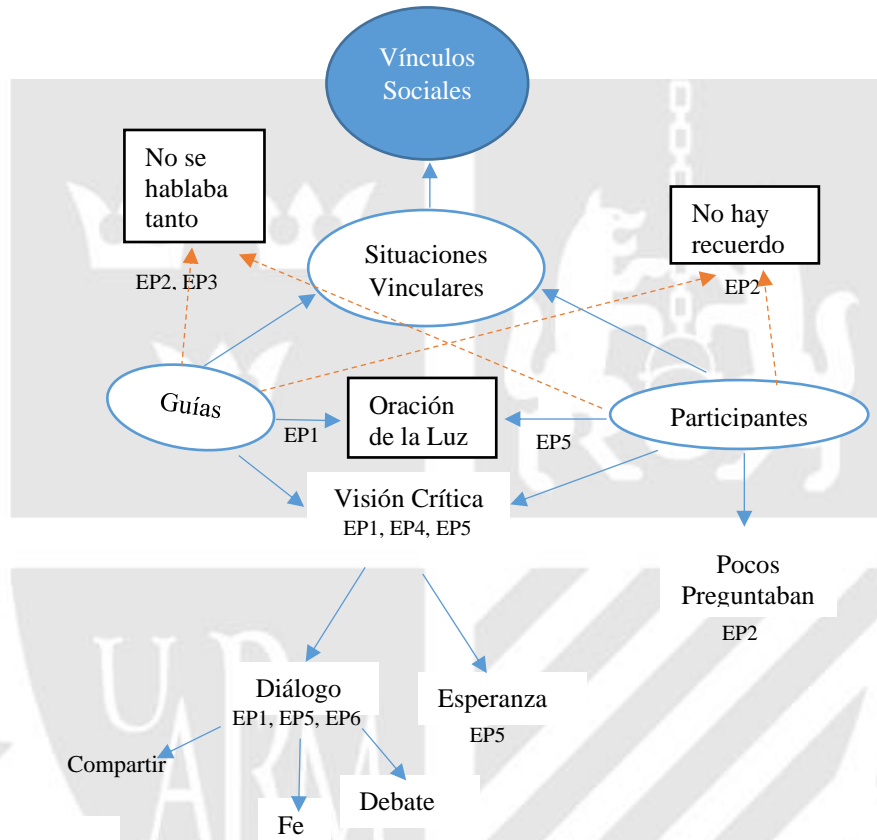 Vínculos
Sociales
No se
hablaba
tanto
No hay
recuerdo
Situaciones
Vinculares
EP2, EP3
EP2
Guías
Oración
de la Luz
Participantes
EP1
EP5
Visión Crítica
EP1, EP4, EP5
Pocos
Preguntaban
EP2
Diálogo
EP1, EP5, EP6
Esperanza
EP5
Compartir
Debate
Fe
UARM